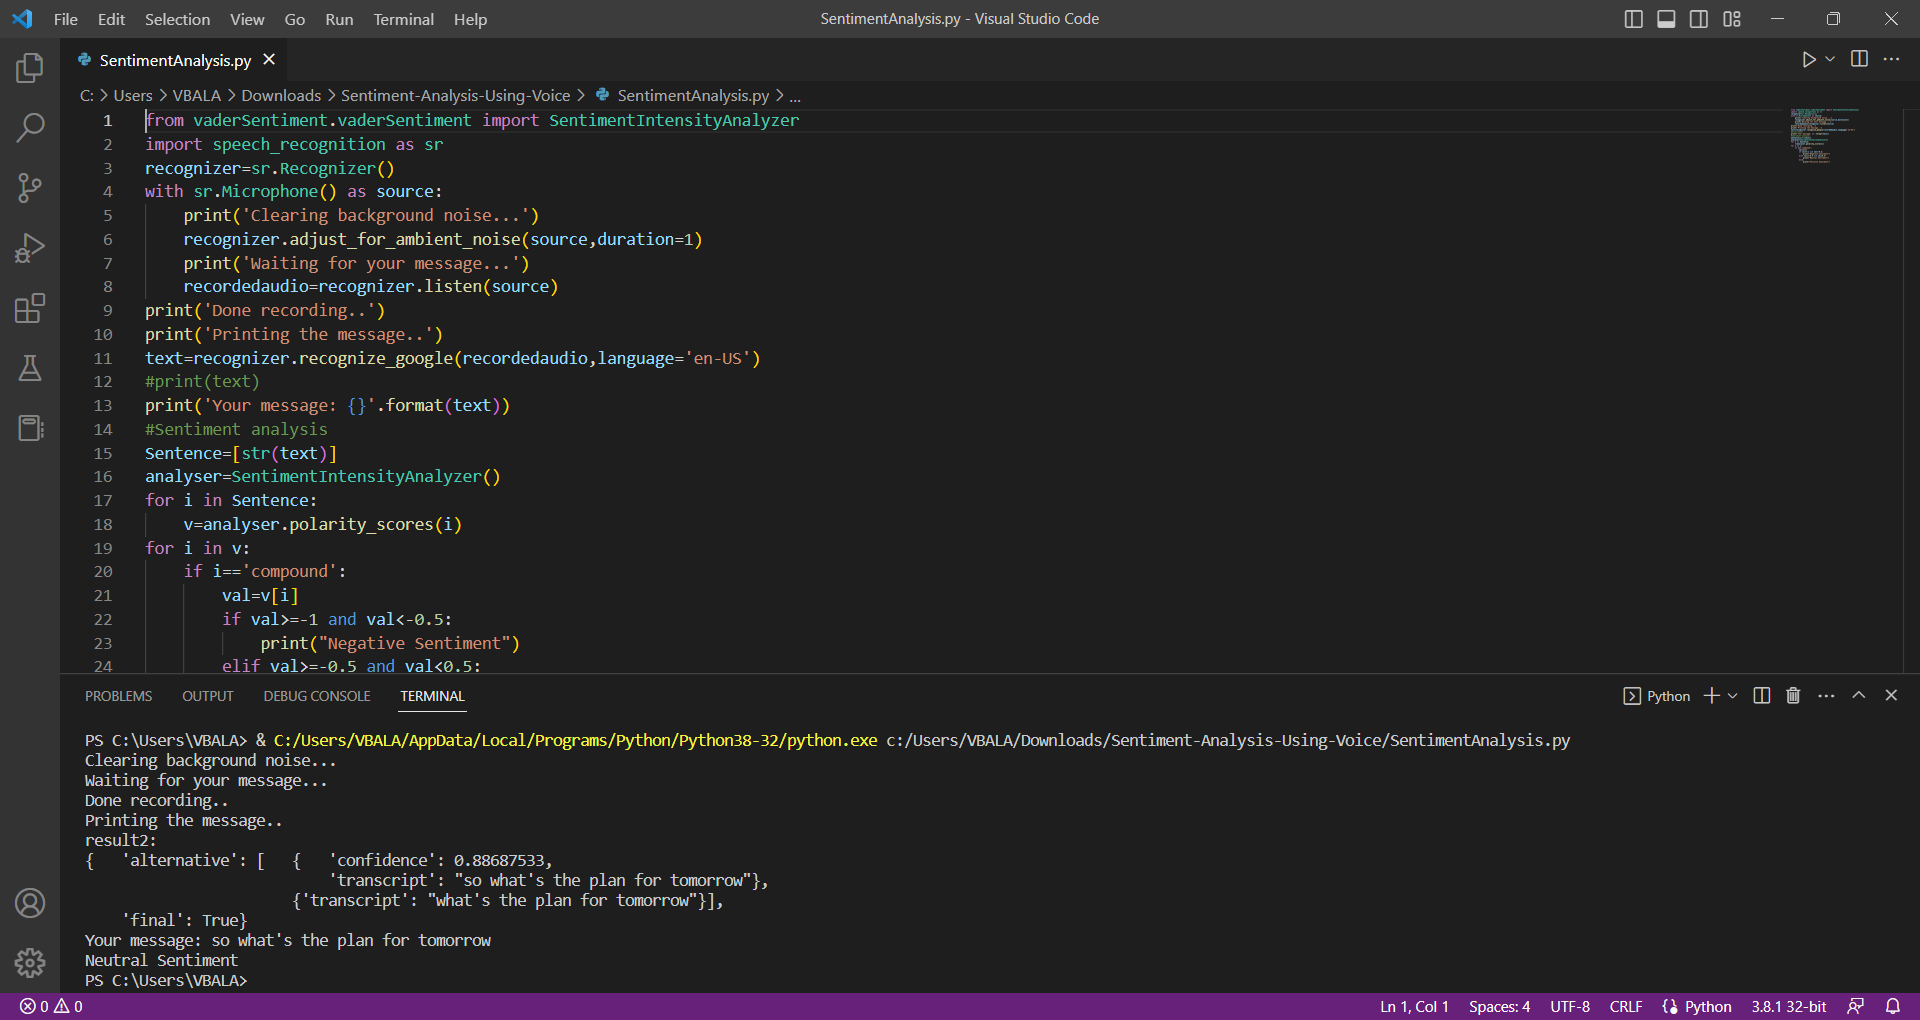 File Edit Selection View Go Run Terminal Help SentimentAnalysis.py - Visual Studio Code
SentimentAnalysis.py
C: > Users > VBALA > Downloads > Sentiment-Analysis-Using-Voice > SentimentAnalysis.py > ...
1 from vaderSentiment.vaderSentiment import SentimentIntensityAnalyzer
2 import speech_recognition as sr
3 recognizer=sr.Recognizer()
4 with sr.Microphone() as source:
5     print('Clearing background noise...')
6     recognizer.adjust_for_ambient_noise(source,duration=1)
7     print('Waiting for your message...')
8     recordedaudio=recognizer.listen(source)
9 print('Done recording..')
10 print('Printing the message..')
11 text=recognizer.recognize_google(recordedaudio,language='en-US')
12 #print(text)
13 print('Your message: {}'.format(text))
14 #Sentiment analysis
15 Sentence=[str(text)]
16 analyser=SentimentIntensityAnalyzer()
17 for i in Sentence:
18     v=analyser.polarity_scores(i)
19 for i in v:
20     if i=='compound':
21         val=v[i]
22         if val>=-1 and val<-0.5:
23             print("Negative Sentiment")
24         elif val>=-0.5 and val<0.5:
PROBLEMS OUTPUT DEBUG CONSOLE TERMINAL Python
PS C:\Users\VBALA> & C:/Users/VBALA/AppData/Local/Programs/Python/Python38-32/python.exe c:/Users/VBALA/Downloads/Sentiment-Analysis-Using-Voice/SentimentAnalysis.py
Clearing background noise...
Waiting for your message...
Done recording..
Printing the message..
result2:
{   'alternative': [   {   'confidence': 0.88687533,
                           'transcript': "so what's the plan for tomorrow"},
                       {'transcript': "what's the plan for tomorrow"}],
    'final': True}
Your message: so what's the plan for tomorrow
Neutral Sentiment
PS C:\Users\VBALA>
0 0 Ln 1, Col 1 Spaces: 4 UTF-8 CRLF Python 3.8.1 32-bit